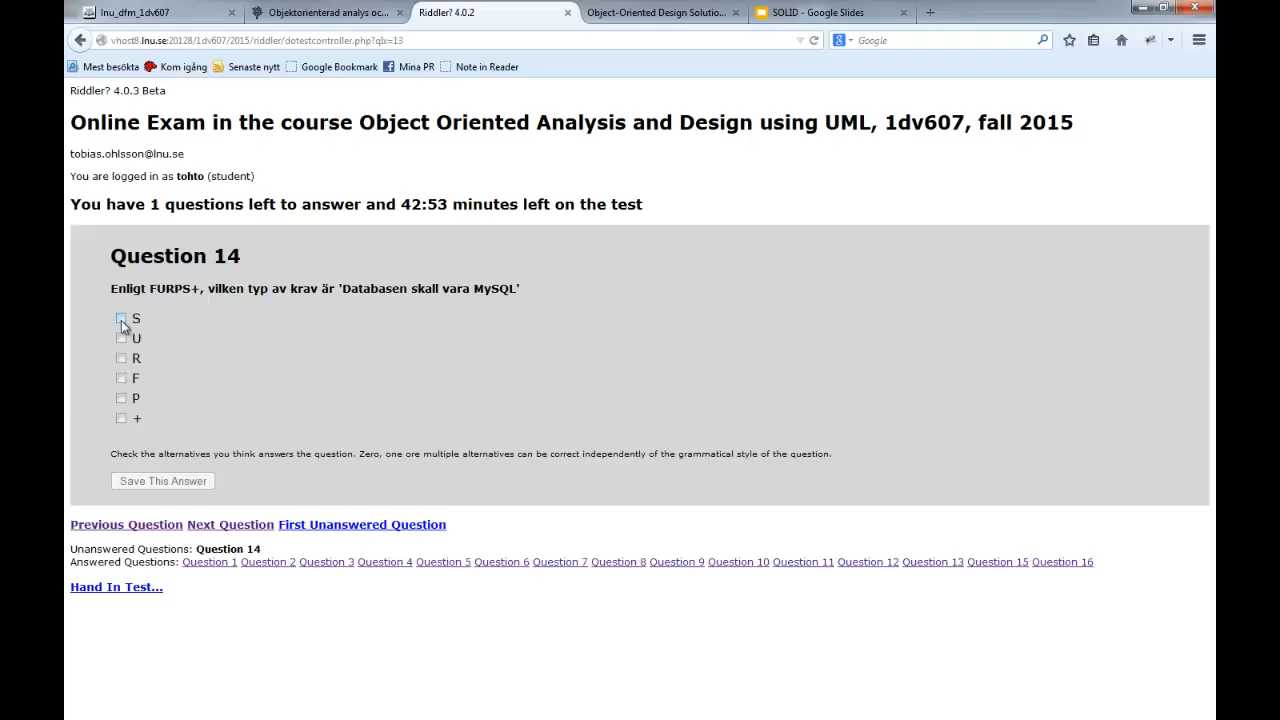 lnu_dfm_1dv607
Objektorienterad analys oc...
Riddler? 4.0.2
Object-Oriented Design Solutio...
SOLID - Google Slides
vhost8.lnu.se:20128/1dv607/2015/riddler/dotestcontroller.php?qIx=13
Google
Mest besökta Kom igång Senaste nytt Google Bookmark Mina PR Note in Reader
Riddler? 4.0.3 Beta
Online Exam in the course Object Oriented Analysis and Design using UML, 1dv607, fall 2015
tobias.ohlsson@lnu.se
You are logged in as tohto (student)
You have 1 questions left to answer and 42:53 minutes left on the test
Question 14
Enligt FURPS+, vilken typ av krav är 'Databasen skall vara MySQL'
S
U
R
F
P
+
Check the alternatives you think answers the question. Zero, one ore multiple alternatives can be correct independently of the grammatical style of the question.
Save This Answer
Previous Question Next Question First Unanswered Question
Unanswered Questions: Question 14
Answered Questions: Question 1 Question 2 Question 3 Question 4 Question 5 Question 6 Question 7 Question 8 Question 9 Question 10 Question 11 Question 12 Question 13 Question 15 Question 16
Hand In Test...